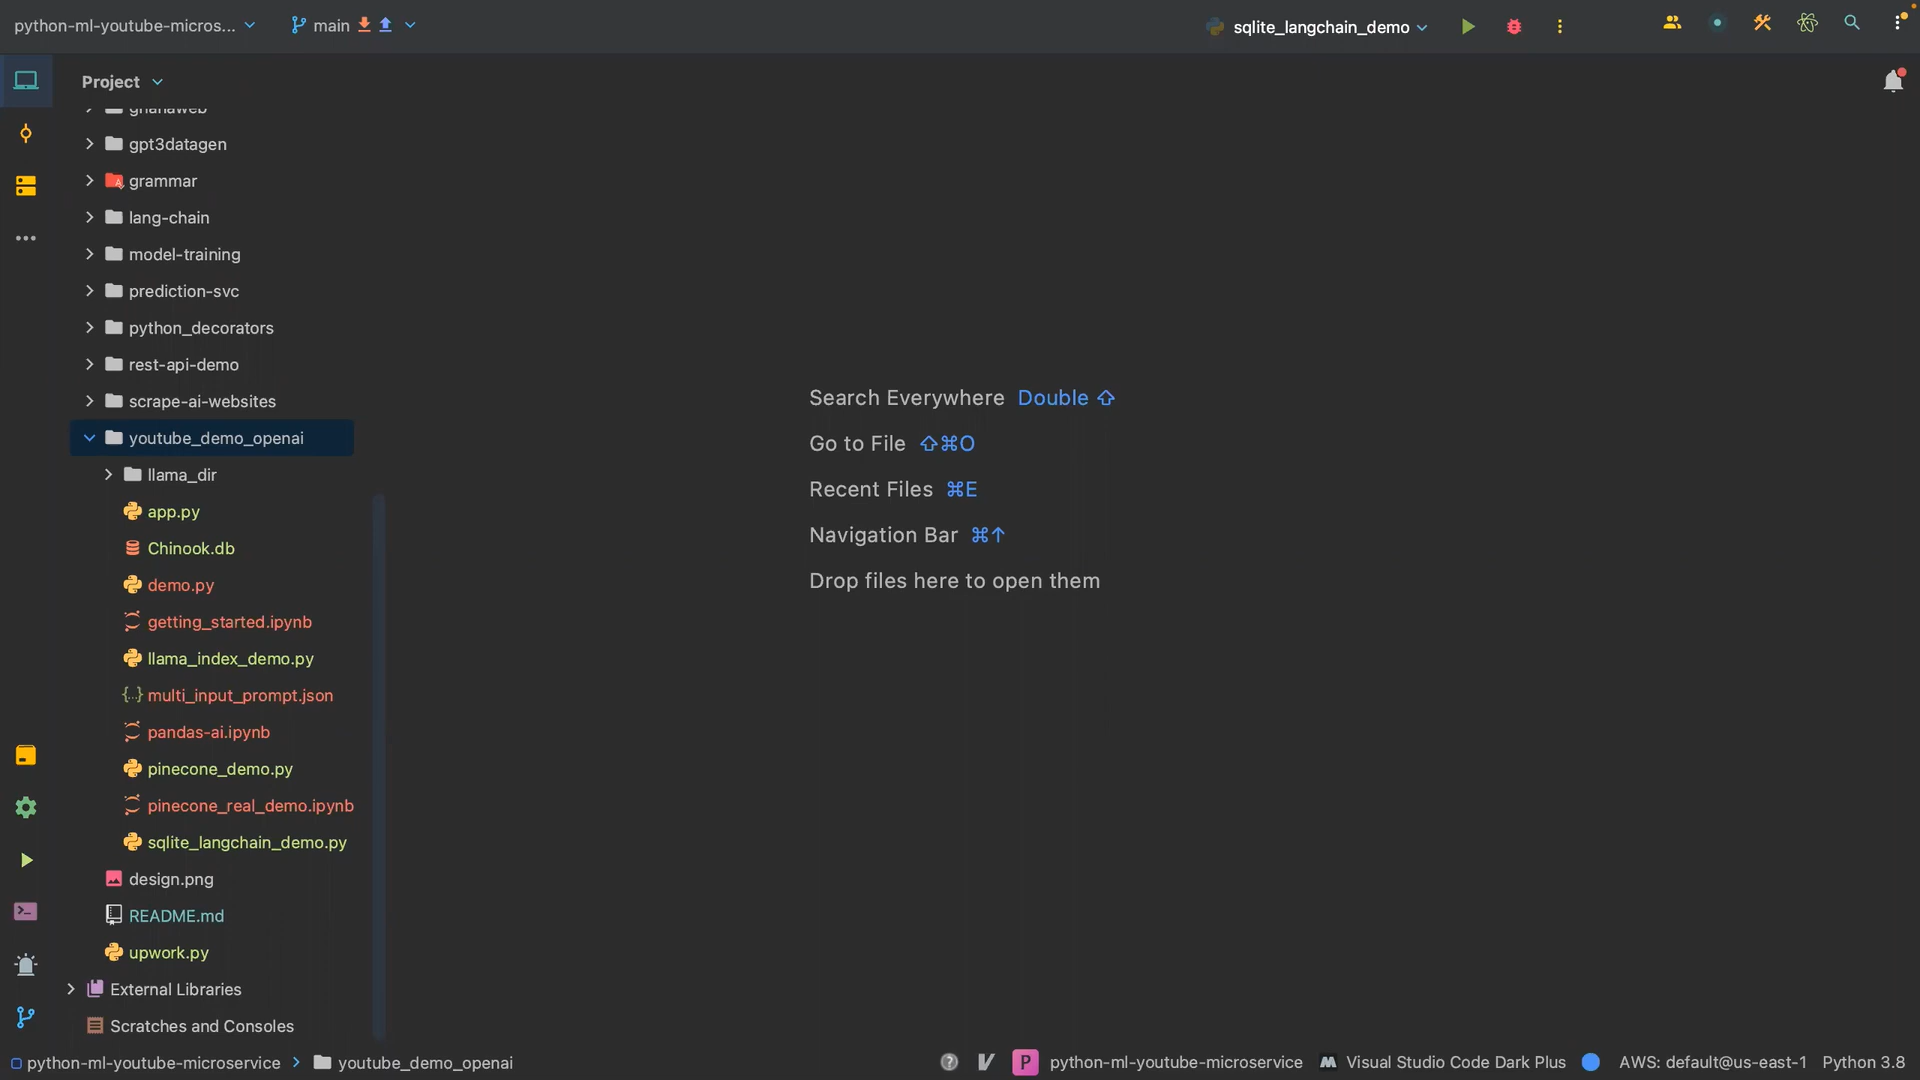 python-ml-youtube-micros...
main
sqlite_langchain_demo
Project
gnanaweb
gpt3datagen
grammar
lang-chain
model-training
prediction-svc
python_decorators
rest-api-demo
scrape-ai-websites
youtube_demo_openai
llama_dir
app.py
Chinook.db
demo.py
getting_started.ipynb
llama_index_demo.py
multi_input_prompt.json
pandas-ai.ipynb
pinecone_demo.py
pinecone_real_demo.ipynb
sqlite_langchain_demo.py
design.png
README.md
upwork.py
External Libraries
Scratches and Consoles
Search Everywhere Double ⇧
Go to File ⇧⌘O
Recent Files ⌘E
Navigation Bar ⌘↑
Drop files here to open them
python-ml-youtube-microservice > youtube_demo_openai
P python-ml-youtube-microservice Visual Studio Code Dark Plus AWS: default@us-east-1 Python 3.8